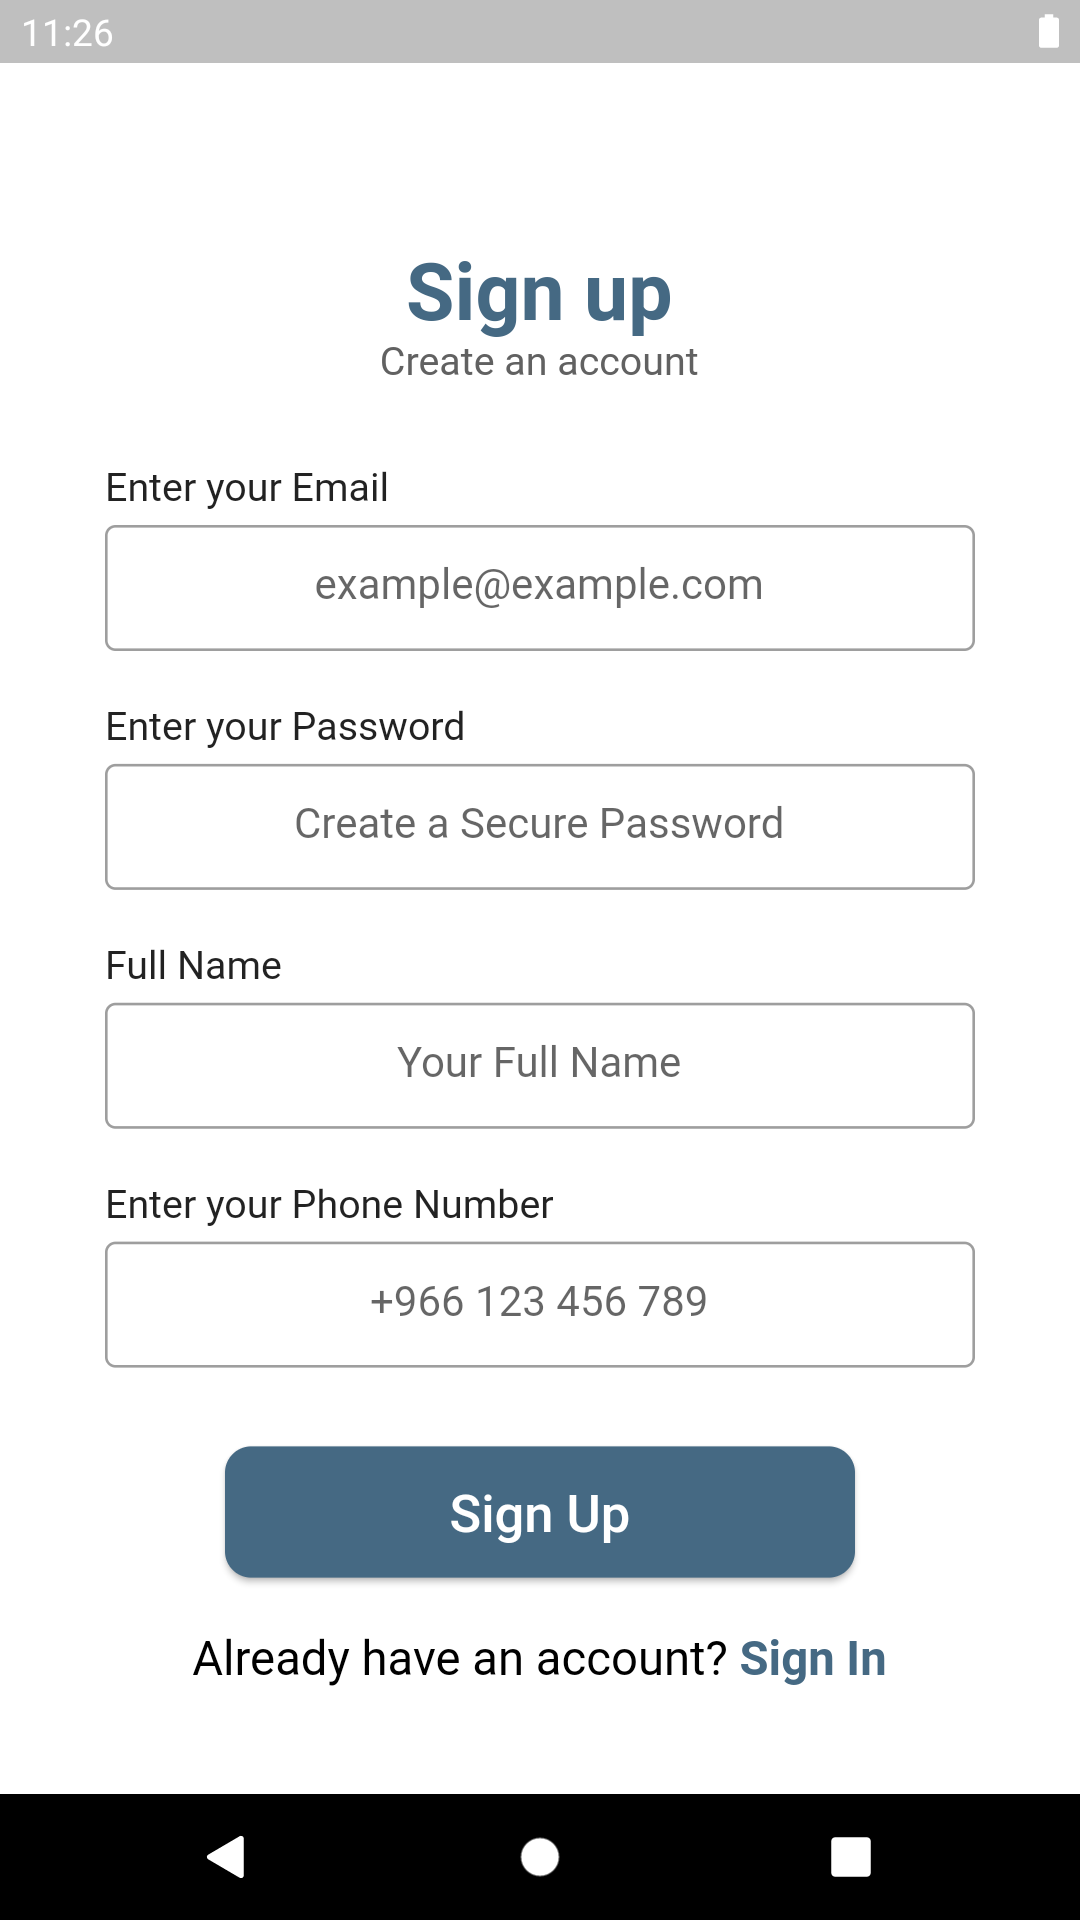 11:26
Sign up
Create an account
Enter your Email
example@example.com
Enter your Password
Create a Secure Password
Full Name
Your Full Name
Enter your Phone Number
+966 123 456 789
Sign Up
Already have an account? Sign In